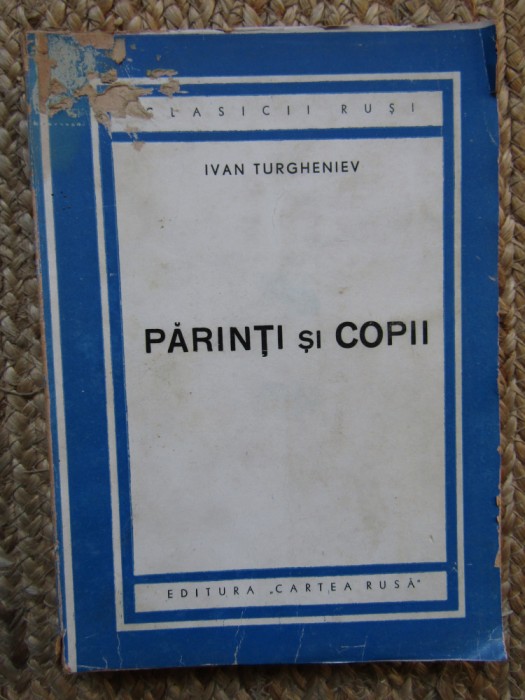 CLASICII RUȘI
IVAN TURGHENIEV
PĂRINȚI ȘI COPII
EDITURA „CARTEA RUSĂ"